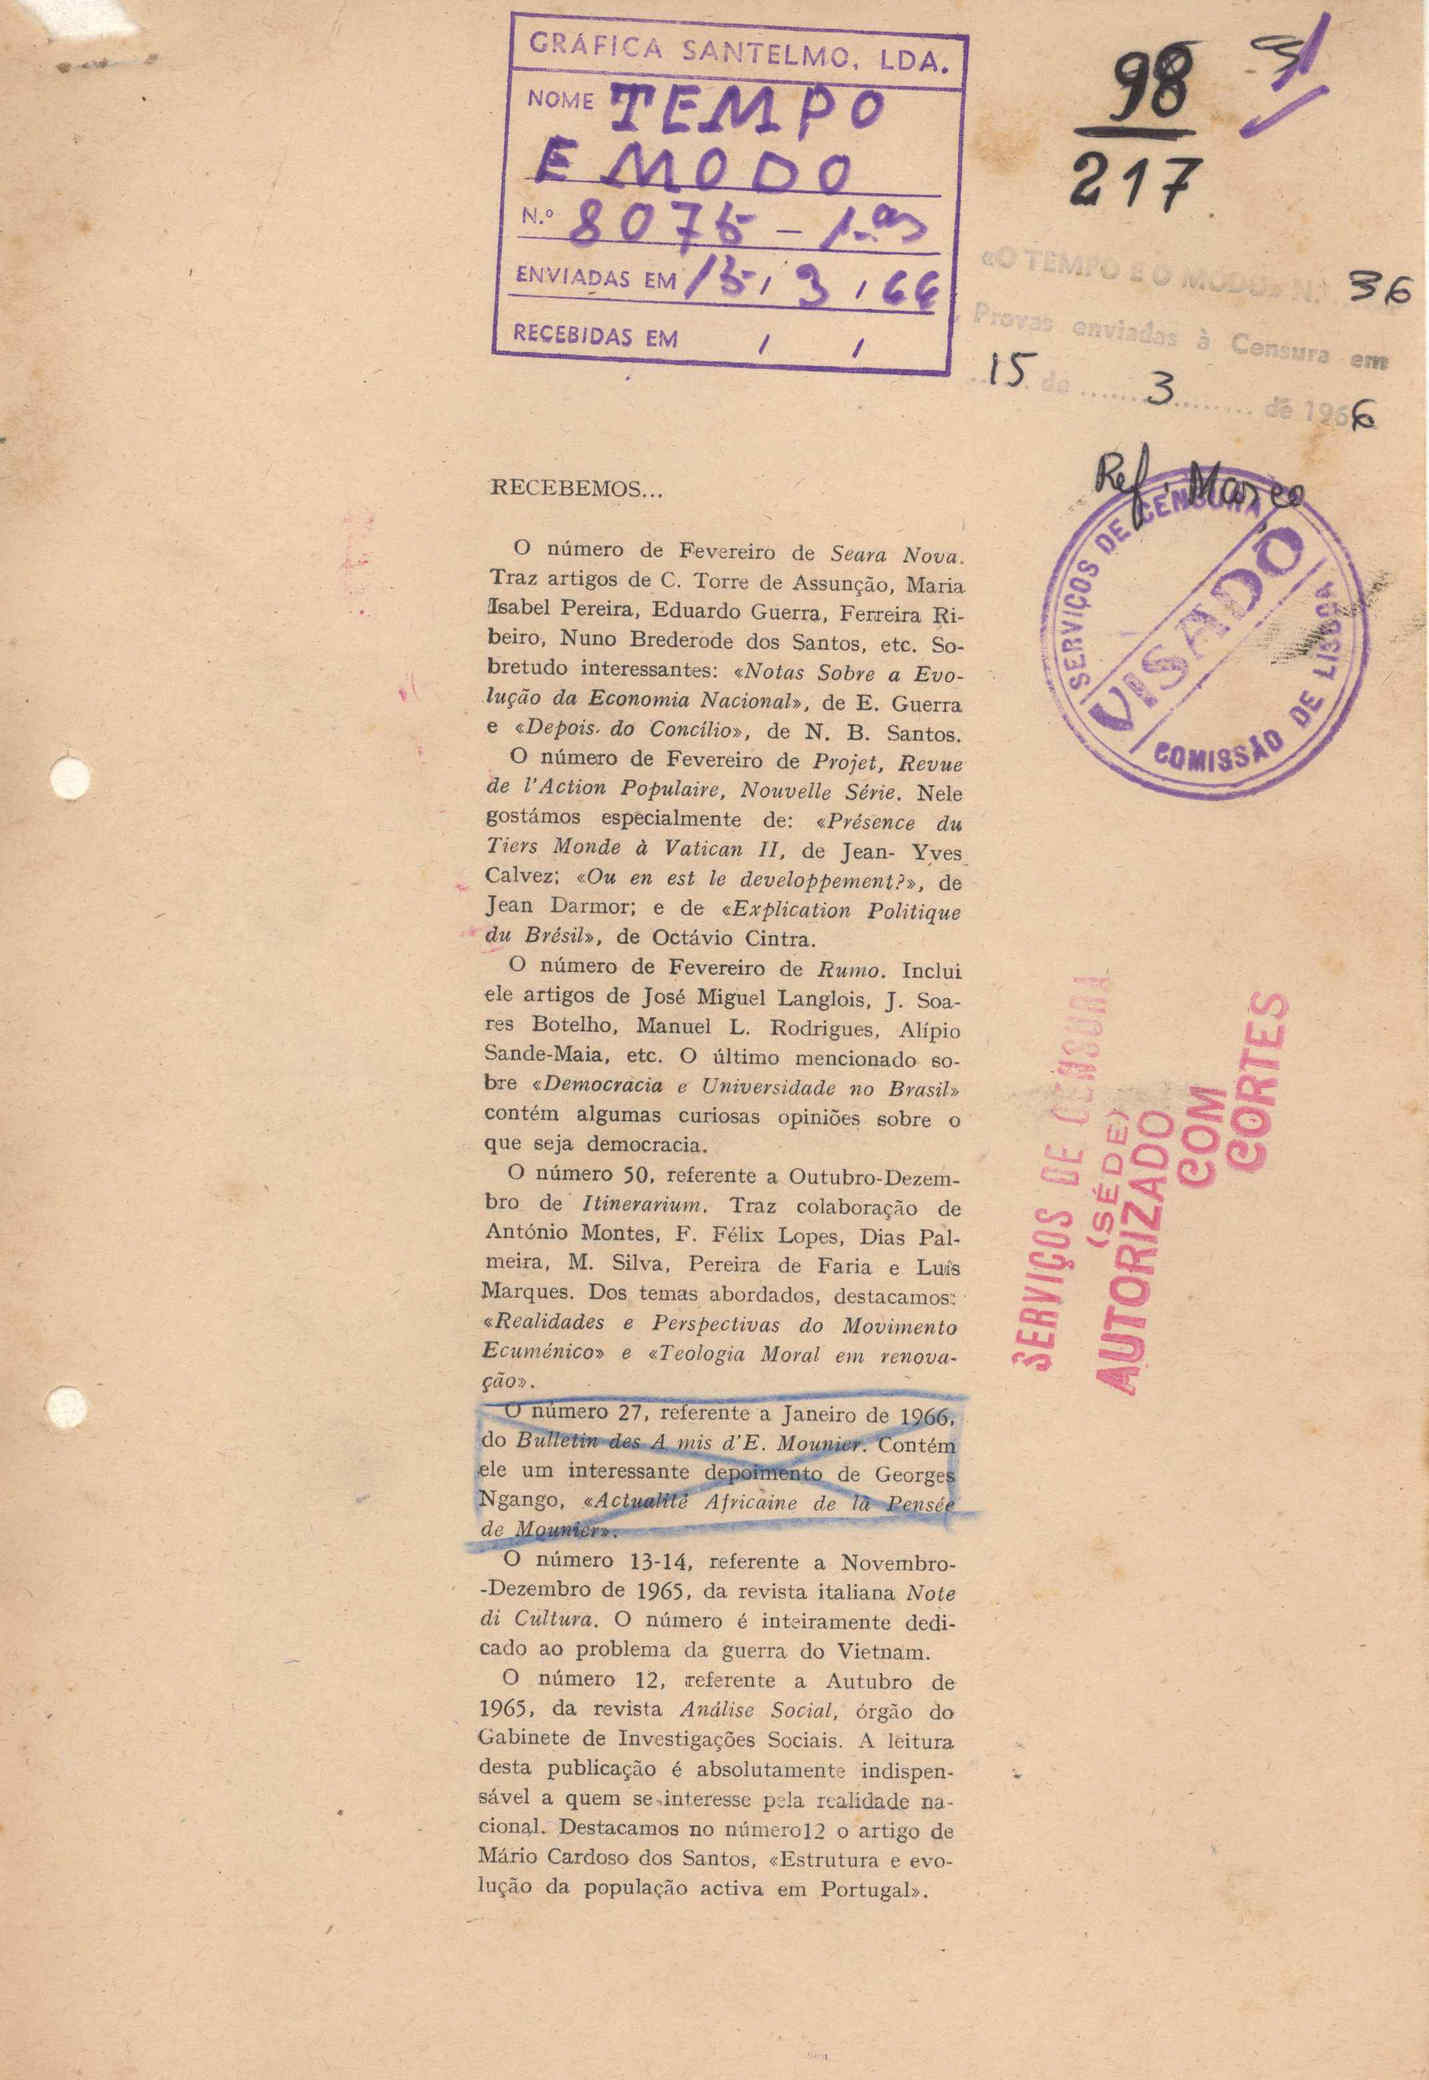 GRÁFICA SANTELMO, LDA.
NOME TEMPO
E MODO
N.º 8075 - 1.as
ENVIADAS EM 15, 3, 66
RECEBIDAS EM / /
98
217
«O TEMPO E O MODO» N.º 36
Provas enviadas à Censura em
15 de ......3......... de 1966
Ref. Março
SERVIÇOS DE CENSURA
VISADO
COMISSÃO DE LISBOA
RECEBEMOS...
O número de Fevereiro de Seara Nova.
Traz artigos de C. Torre de Assunção, Maria
Isabel Pereira, Eduardo Guerra, Ferreira Ri-
beiro, Nuno Brederode dos Santos, etc. So-
bretudo interessantes: «Notas Sobre a Evo-
lução da Economia Nacional», de E. Guerra
e «Depois do Concílio», de N. B. Santos.
O número de Fevereiro de Projet, Revue
de l'Action Populaire, Nouvelle Série. Nele
gostámos especialmente de: «Présence du
Tiers Monde à Vatican II, de Jean- Yves
Calvez; «Ou en est le developpement?», de
Jean Darmor; e de «Explication Politique
du Brésil», de Octávio Cintra.
O número de Fevereiro de Rumo. Inclui
ele artigos de José Miguel Langlois, J. Soa-
res Botelho, Manuel L. Rodrigues, Alípio
Sande-Maia, etc. O último mencionado so-
bre «Democracia e Universidade no Brasil»
contém algumas curiosas opiniões sobre o
que seja democracia.
O número 50, referente a Outubro-Dezem-
bro de Itinerarium. Traz colaboração de
António Montes, F. Félix Lopes, Dias Pal-
meira, M. Silva, Pereira de Faria e Luís
Marques. Dos temas abordados, destacamos:
«Realidades e Perspectivas do Movimento
Ecuménico» e «Teologia Moral em renova-
ção».
O número 27, referente a Janeiro de 1966,
do Bulletin des A mis d'E. Mounier. Contém
ele um interessante depoimento de Georges
Ngango, «Actualité Africaine de la Pensée
de Mounier».
O número 13-14, referente a Novembro-
-Dezembro de 1965, da revista italiana Note
di Cultura. O número é inteiramente dedi-
cado ao problema da guerra do Vietnam.
O número 12, referente a Autubro de
1965, da revista Análise Social, órgão do
Gabinete de Investigações Sociais. A leitura
desta publicação é absolutamente indispen-
sável a quem se interesse pela realidade na-
cional. Destacamos no número12 o artigo de
Mário Cardoso dos Santos, «Estrutura e evo-
lução da população activa em Portugal».
SERVIÇOS DE CENSURA
(SÉDE)
AUTORIZADO
COM
CORTES